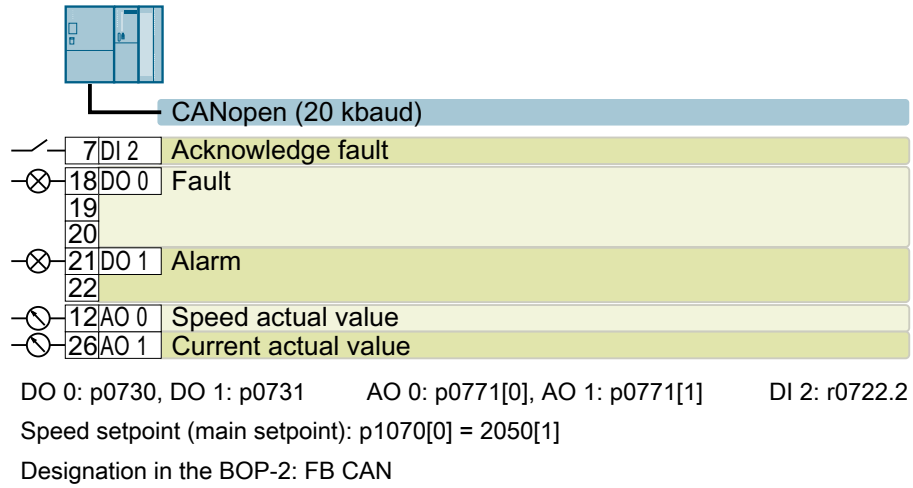 CANopen (20 kbaud)
7 DI 2 Acknowledge fault
18 DO 0 Fault
19
20
21 DO 1 Alarm
22
12 AO 0 Speed actual value
26 AO 1 Current actual value
DO 0: p0730, DO 1: p0731 AO 0: p0771[0], AO 1: p0771[1] DI 2: r0722.2
Speed setpoint (main setpoint): p1070[0] = 2050[1]
Designation in the BOP-2: FB CAN